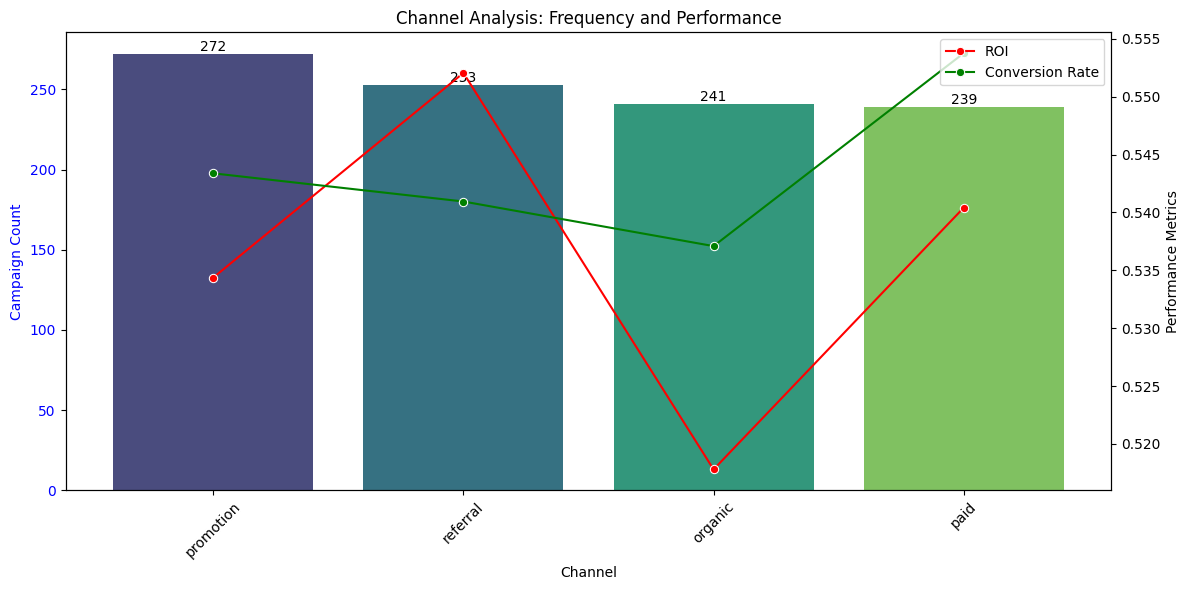 Channel Analysis: Frequency and Performance
Campaign Count
250
200
150
100
50
0
272
253
241
239
ROI
Conversion Rate
0.555
0.550
0.545
0.540
0.535
0.530
0.525
0.520
Performance Metrics
promotion
referral
organic
paid
Channel